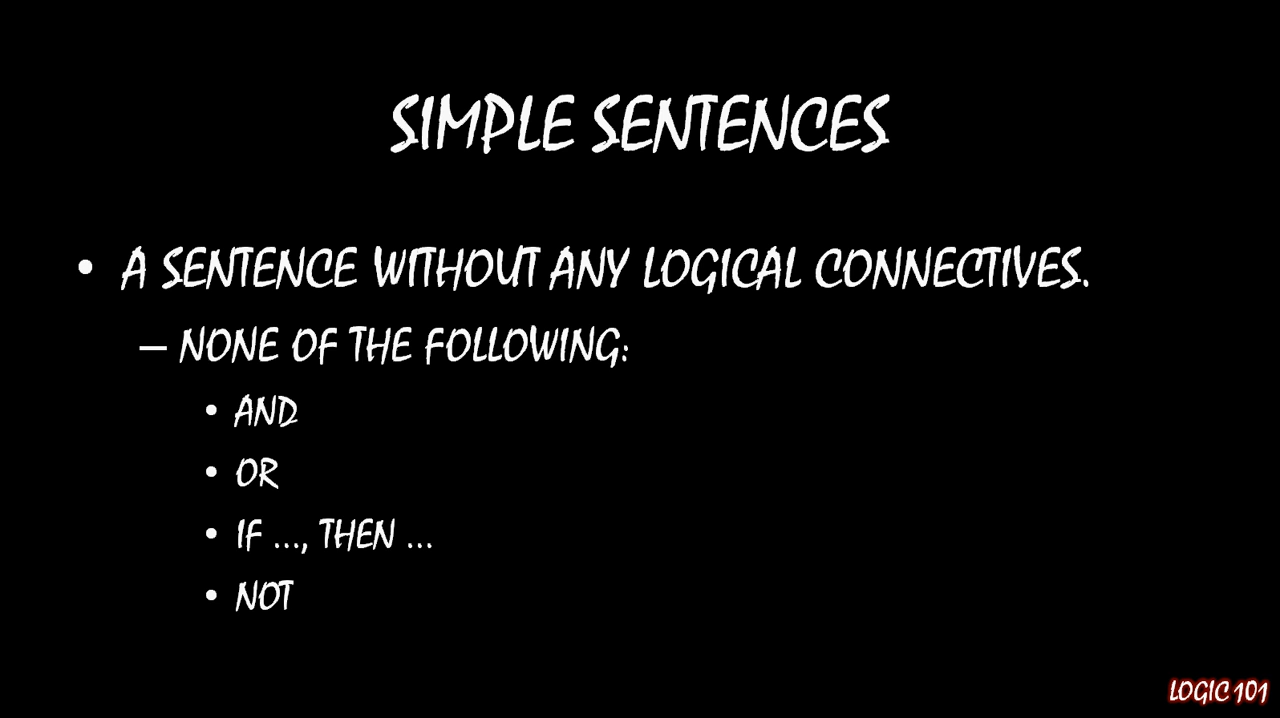 SIMPLE SENTENCES
• A SENTENCE WITHOUT ANY LOGICAL CONNECTIVES.
– NONE OF THE FOLLOWING:
• AND
• OR
• IF ..., THEN ...
• NOT
LOGIC 101